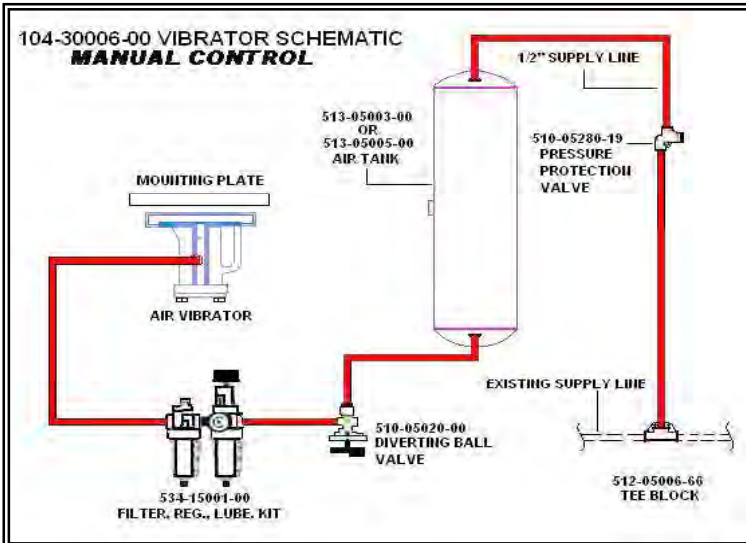 104-30006-00 VIBRATOR SCHEMATIC
MANUAL CONTROL
1/2" SUPPLY LINE
513-05003-00
OR
513-05005-00
AIR TANK
510-05280-19
PRESSURE
PROTECTION
VALVE
MOUNTING PLATE
AIR VIBRATOR
EXISTING SUPPLY LINE
510-05020-00
DIVERTING BALL
VALVE
512-05006-66
TEE BLOCK
534-15001-00
FILTER, REG., LUBE. KIT